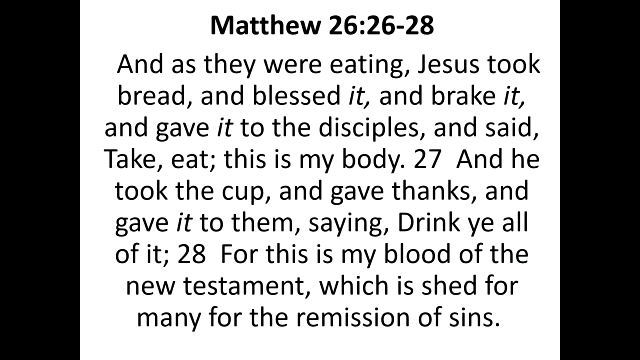 Matthew 26:26-28
And as they were eating, Jesus took
bread, and blessed it, and brake it,
and gave it to the disciples, and said,
Take, eat; this is my body. 27  And he
took the cup, and gave thanks, and
gave it to them, saying, Drink ye all
of it; 28  For this is my blood of the
new testament, which is shed for
many for the remission of sins.